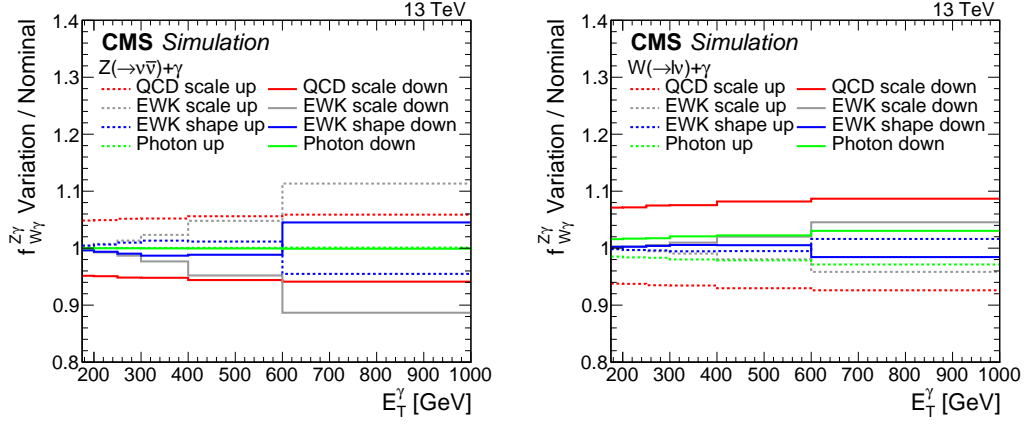 13 TeV
CMS Simulation
Z(→νν̅)+γ
QCD scale up QCD scale down
EWK scale up EWK scale down
EWK shape up EWK shape down
Photon up Photon down
f^{Zγ}_{Wγ} Variation / Nominal
1.4
1.3
1.2
1.1
1
0.9
0.8
200 300 400 500 600 700 800 900 1000
E_T^γ [GeV]
13 TeV
CMS Simulation
W(→lν)+γ
QCD scale up QCD scale down
EWK scale up EWK scale down
EWK shape up EWK shape down
Photon up Photon down
f^{Zγ}_{Wγ} Variation / Nominal
1.4
1.3
1.2
1.1
1
0.9
0.8
200 300 400 500 600 700 800 900 1000
E_T^γ [GeV]